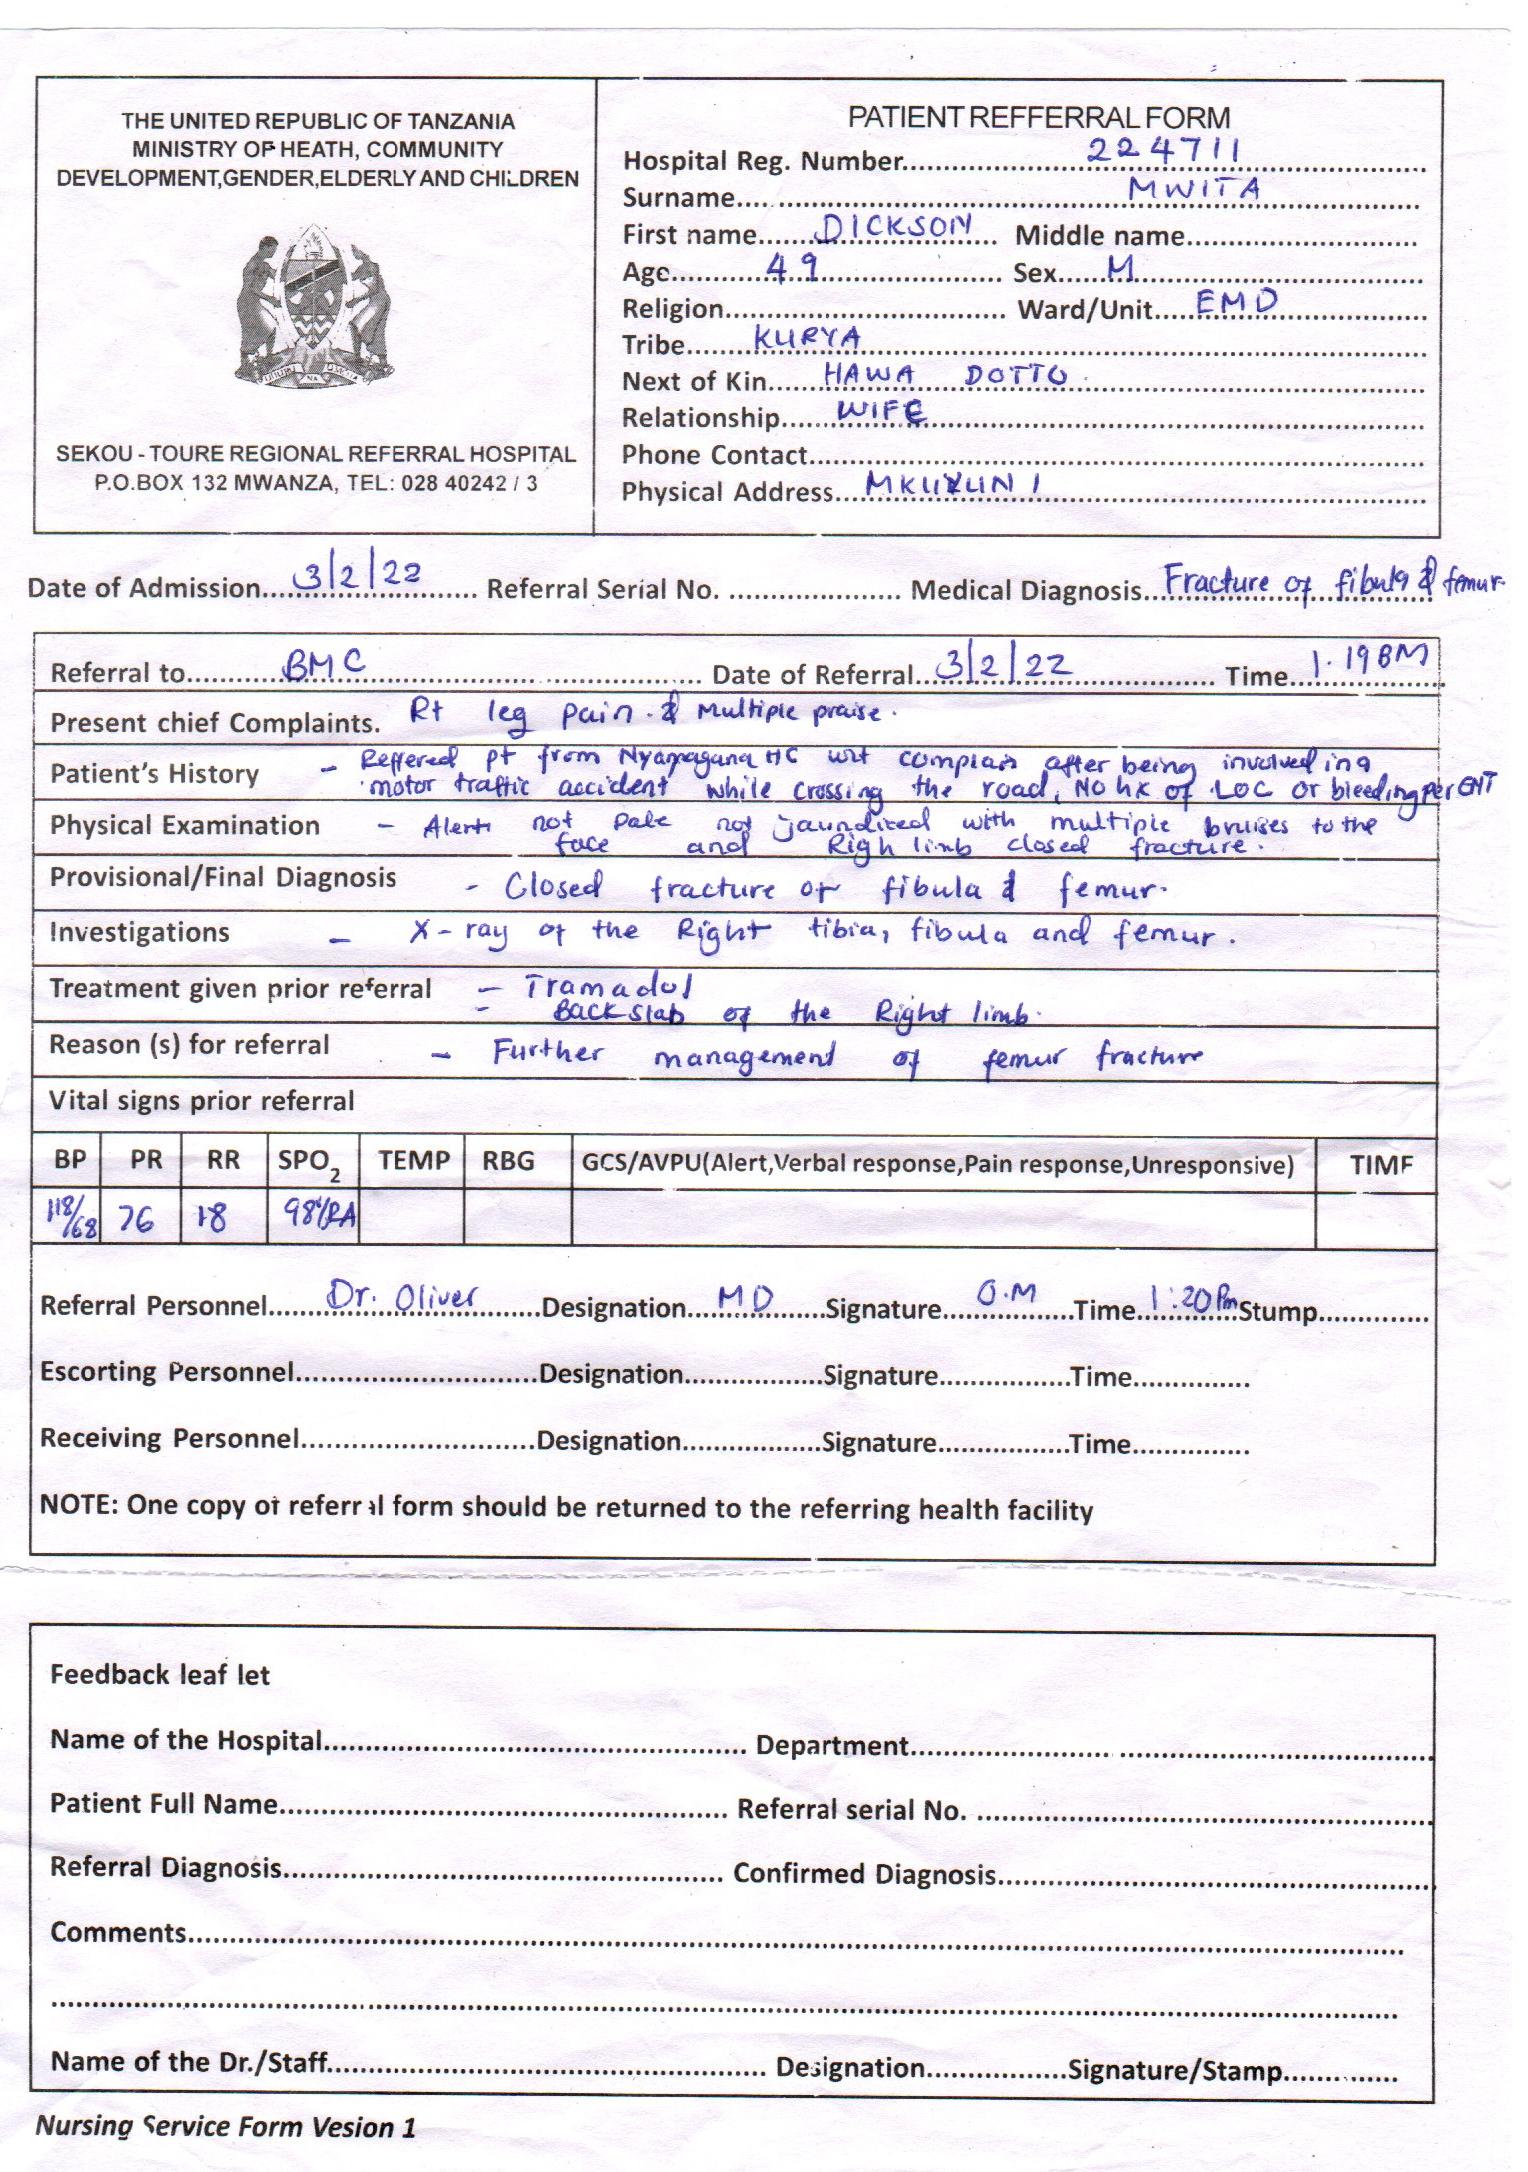 THE UNITED REPUBLIC OF TANZANIA
MINISTRY OF HEATH, COMMUNITY
DEVELOPMENT,GENDER,ELDERLY AND CHILDREN
SEKOU - TOURE REGIONAL REFERRAL HOSPITAL
P.O.BOX 132 MWANZA, TEL: 028 40242 / 3
PATIENT REFFERRAL FORM
Hospital Reg. Number 224711
Surname MWITA
First name DICKSON Middle name
Age 49 Sex M
Religion Ward/Unit EMD
Tribe KURYA
Next of Kin HAWA DOTTO
Relationship WIFE
Phone Contact
Physical Address MKUYUNI
Date of Admission 3/2/22 Referral Serial No. Medical Diagnosis Fracture of fibula & femur
Referral to BMC Date of Referral 3/2/22 Time 1.19
Present chief Complaints. Rt leg pain & Multiple praise.
Patient's History - Reffered pt from Nyamagana HC complain after being involved in a
motor traffic accident while crossing the road, No hx of LOC or bleeding per ENT
Physical Examination - Alert, not pale not jaundiced with multiple bruises to the
face and Righ limb closed fracture.
Provisional/Final Diagnosis - Closed fracture of fibula & femur.
Investigations - X-ray of the Right tibia, fibula and femur.
Treatment given prior referral - Tramadol
- Back slab of the Right limb.
Reason (s) for referral - Further management of femur fracture
Vital signs prior referral
BP PR RR SPO2 TEMP RBG GCS/AVPU(Alert,Verbal response,Pain response,Unresponsive) TIMF
118/68 76 18 98%RA
Referral Personnel Dr. Oliver Designation MD Signature O.M Time 1:20Pm Stump
Escorting Personnel Designation Signature Time
Receiving Personnel Designation Signature Time
NOTE: One copy of referral form should be returned to the referring health facility
Feedback leaf let
Name of the Hospital Department
Patient Full Name Referral serial No.
Referral Diagnosis Confirmed Diagnosis
Comments
Name of the Dr./Staff Designation Signature/Stamp
Nursing Service Form Vesion 1